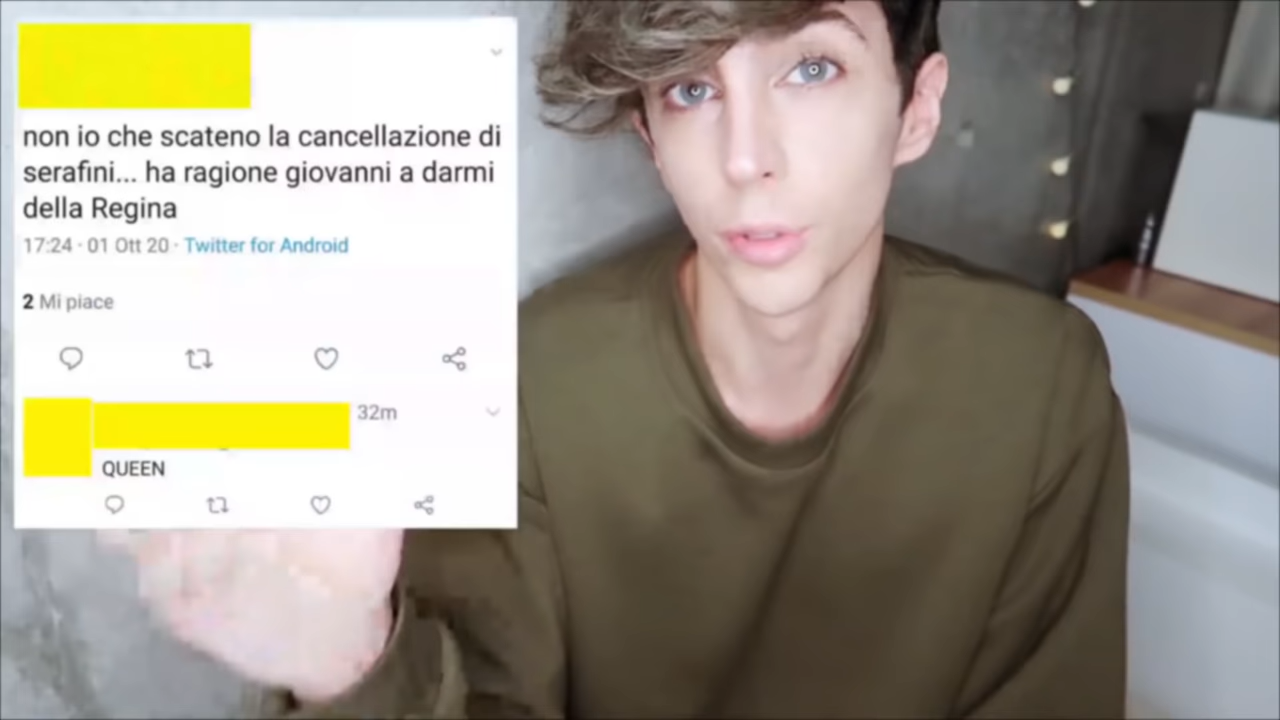 non io che scateno la cancellazione di
serafini... ha ragione giovanni a darmi
della Regina
17:24 · 01 Ott 20 · Twitter for Android
2 Mi piace
32m
QUEEN